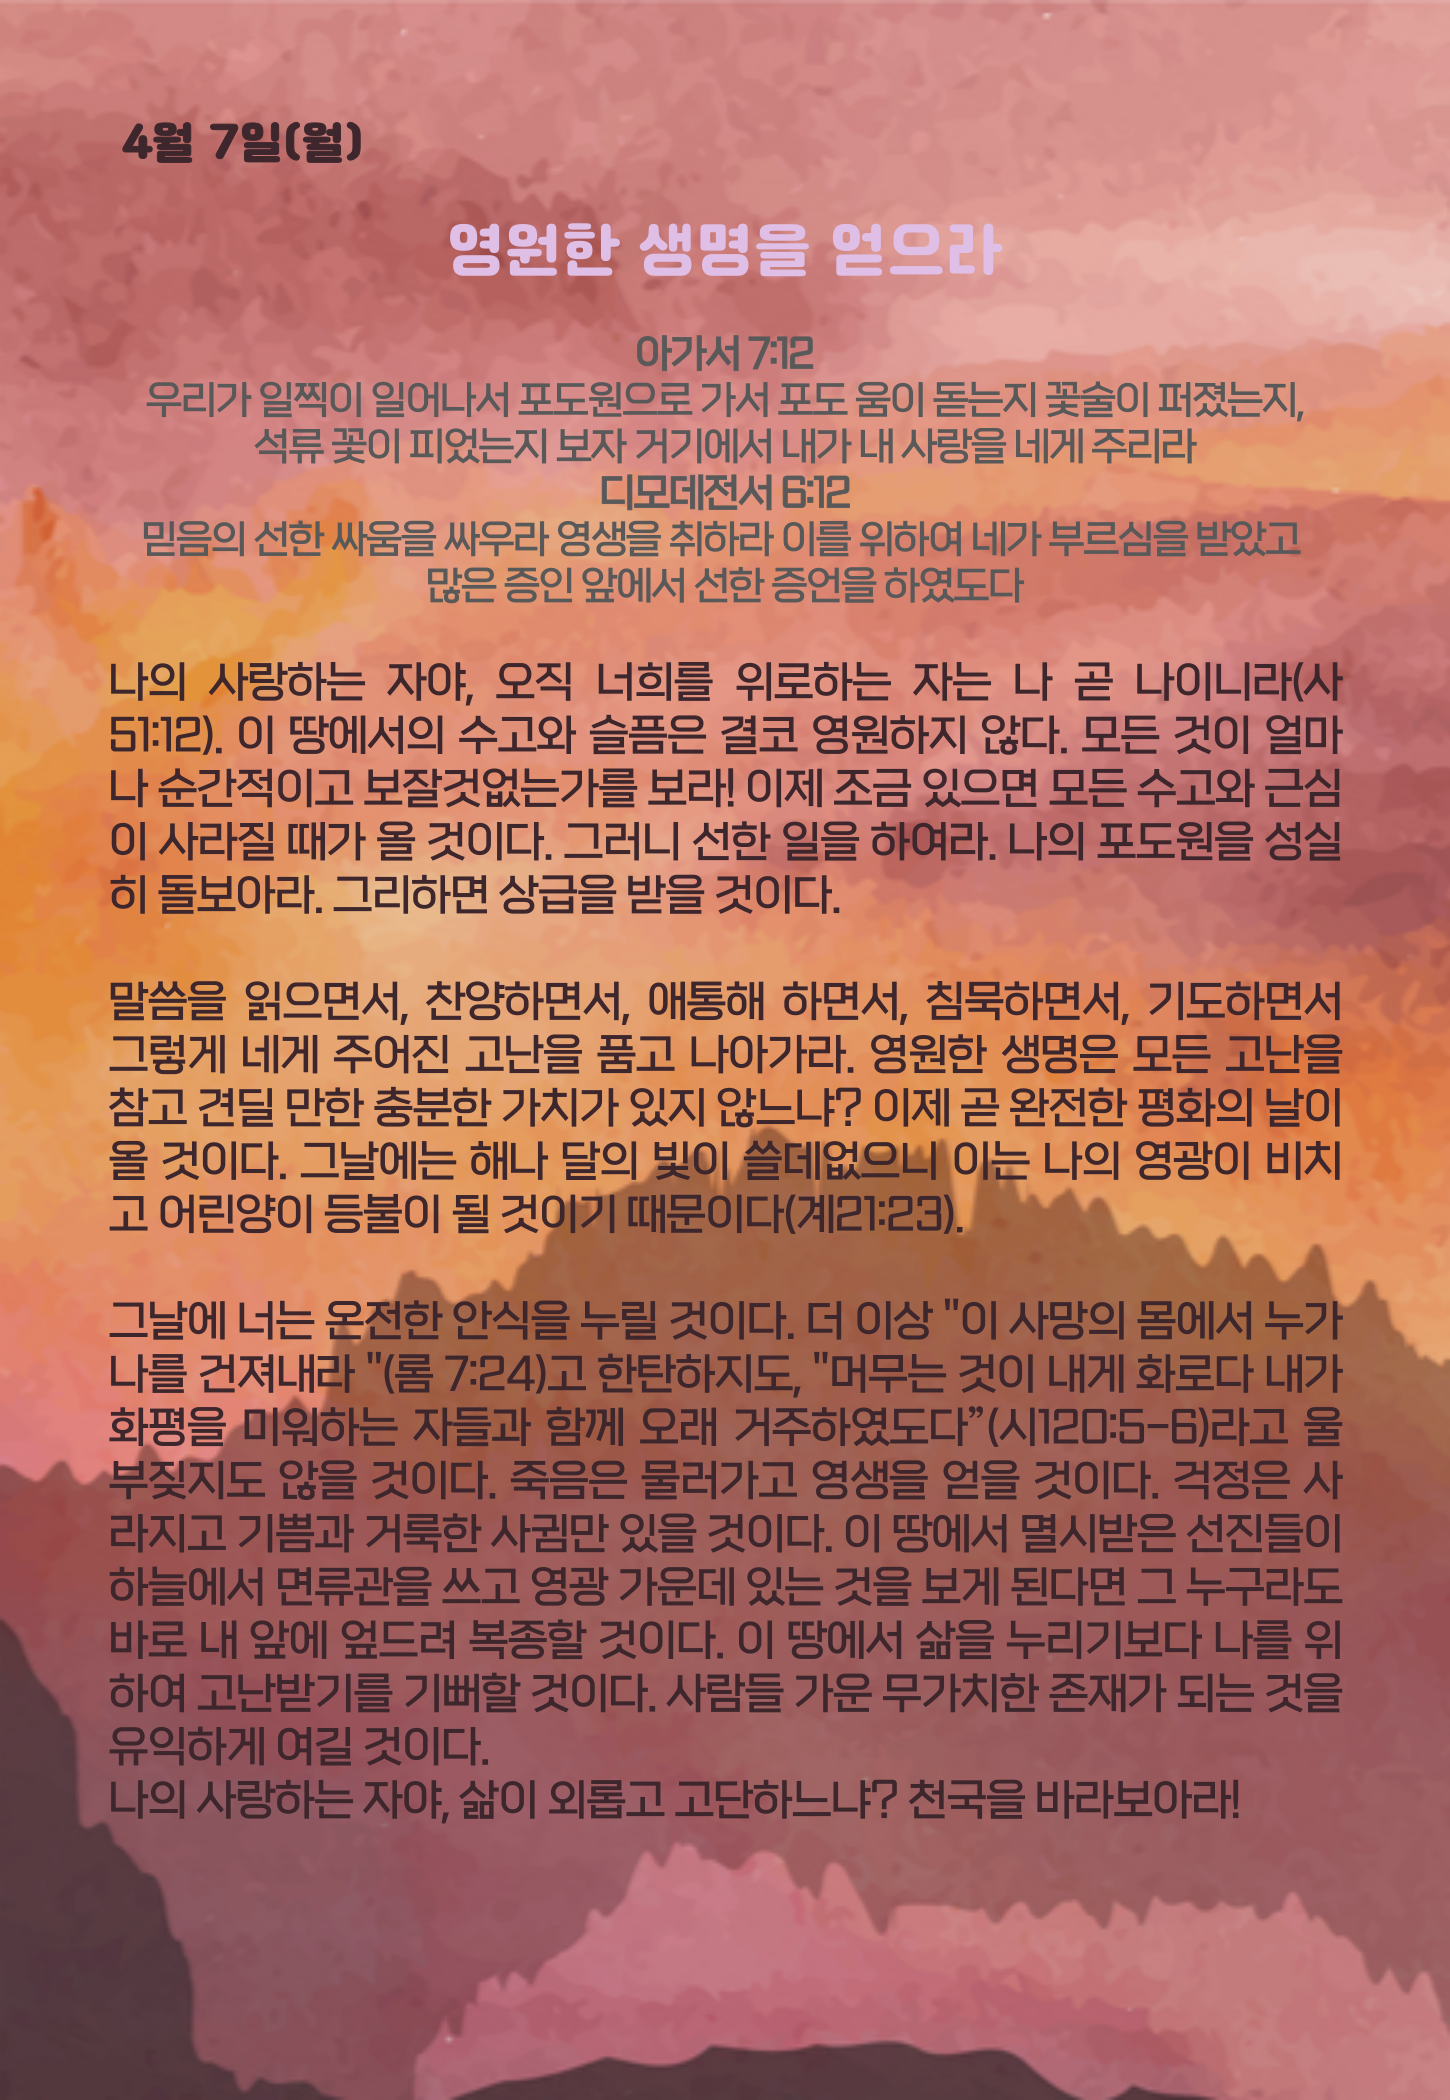 4월 7일(월)
영원한 생명을 얻으라
아가서 7:12
우리가 일찍이 일어나서 포도원으로 가서 포도 움이 돋는지 꽃술이 퍼졌는지,
석류 꽃이 피었는지 보자 거기에서 내가 내 사랑을 네게 주리라
디모데전서 6:12
믿음의 선한 싸움을 싸우라 영생을 취하라 이를 위하여 네가 부르심을 받았고
많은 증인 앞에서 선한 증언을 하였도다
나의 사랑하는 자야, 오직 너희를 위로하는 자는 나 곧 나이니라(사
51:12). 이 땅에서의 수고와 슬픔은 결코 영원하지 않다. 모든 것이 얼마
나 순간적이고 보잘것없는가를 보라! 이제 조금 있으면 모든 수고와 근심
이 사라질 때가 올 것이다. 그러니 선한 일을 하여라. 나의 포도원을 성실
히 돌보아라. 그리하면 상급을 받을 것이다.
말씀을 읽으면서, 찬양하면서, 애통해 하면서, 침묵하면서, 기도하면서
그렇게 네게 주어진 고난을 품고 나아가라. 영원한 생명은 모든 고난을
참고 견딜 만한 충분한 가치가 있지 않느냐? 이제 곧 완전한 평화의 날이
올 것이다. 그날에는 해나 달의 빛이 쓸데없으니 이는 나의 영광이 비치
고 어린양이 등불이 될 것이기 때문이다(계21:23).
그날에 너는 온전한 안식을 누릴 것이다. 더 이상 "이 사망의 몸에서 누가
나를 건져내랴 "(롬 7:24)고 한탄하지도, "머무는 것이 내게 화로다 내가
화평을 미워하는 자들과 함께 오래 거주하였도다”(시120:5-6)라고 울
부짖지도 않을 것이다. 죽음은 물러가고 영생을 얻을 것이다. 걱정은 사
라지고 기쁨과 거룩한 사귐만 있을 것이다. 이 땅에서 멸시받은 선진들이
하늘에서 면류관을 쓰고 영광 가운데 있는 것을 보게 된다면 그 누구라도
바로 내 앞에 엎드려 복종할 것이다. 이 땅에서 삶을 누리기보다 나를 위
하여 고난받기를 기뻐할 것이다. 사람들 가운 무가치한 존재가 되는 것을
유익하게 여길 것이다.
나의 사랑하는 자야, 삶이 외롭고 고단하느냐? 천국을 바라보아라!